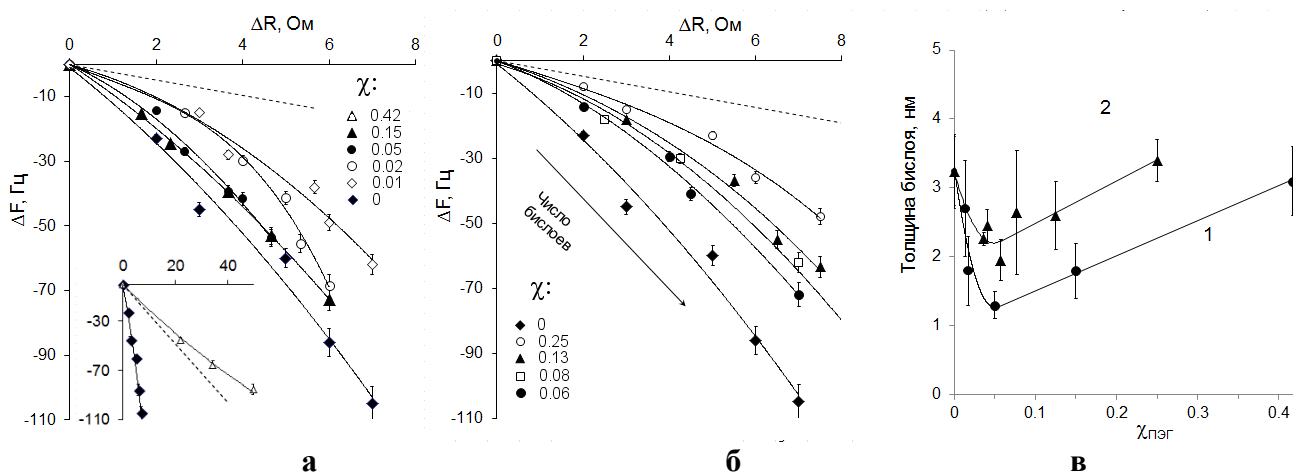 ΔR, Ом
0 2 4 6 8
-10
-30
-50
-70
-90
-110
ΔF, Гц
χ:
0.42
0.15
0.05
0.02
0.01
0
0 20 40
-30
-70
-110
а
ΔR, Ом
0 2 4 6 8
-10
-30
-50
-70
-90
-110
ΔF, Гц
Число
бислоев
χ:
0
0.25
0.13
0.08
0.06
б
5
4
3
2
1
0
Толщина бислоя, нм
2
1
0 0.1 0.2 0.3 0.4
χПЭГ
в